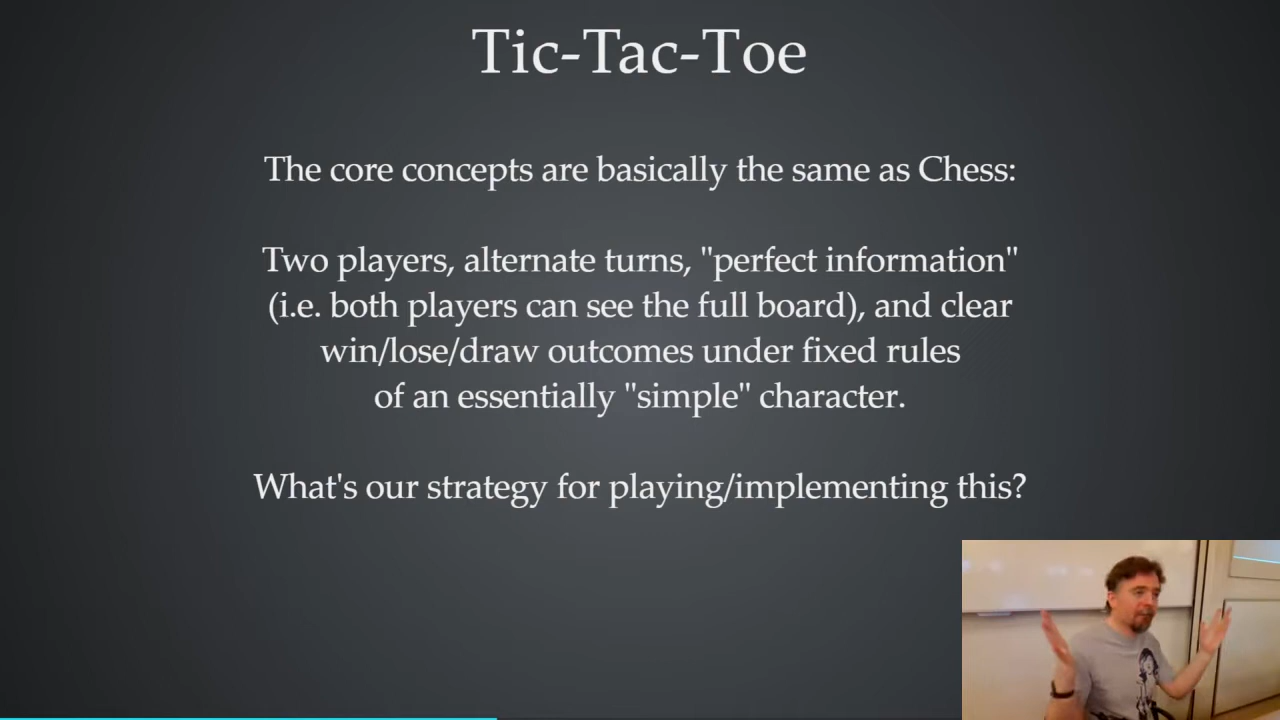 Tic-Tac-Toe
The core concepts are basically the same as Chess:
Two players, alternate turns, "perfect information"
(i.e. both players can see the full board), and clear
win/lose/draw outcomes under fixed rules
of an essentially "simple" character.
What's our strategy for playing/implementing this?